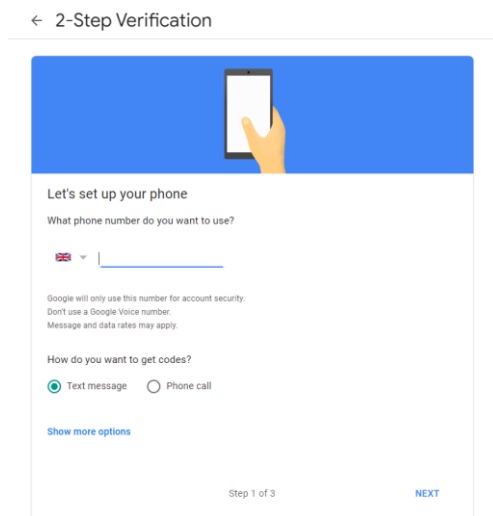 2-Step Verification
Let's set up your phone
What phone number do you want to use?
Google will only use this number for account security.
Don't use a Google Voice number.
Message and data rates may apply.
How do you want to get codes?
Text message Phone call
Show more options
Step 1 of 3 NEXT